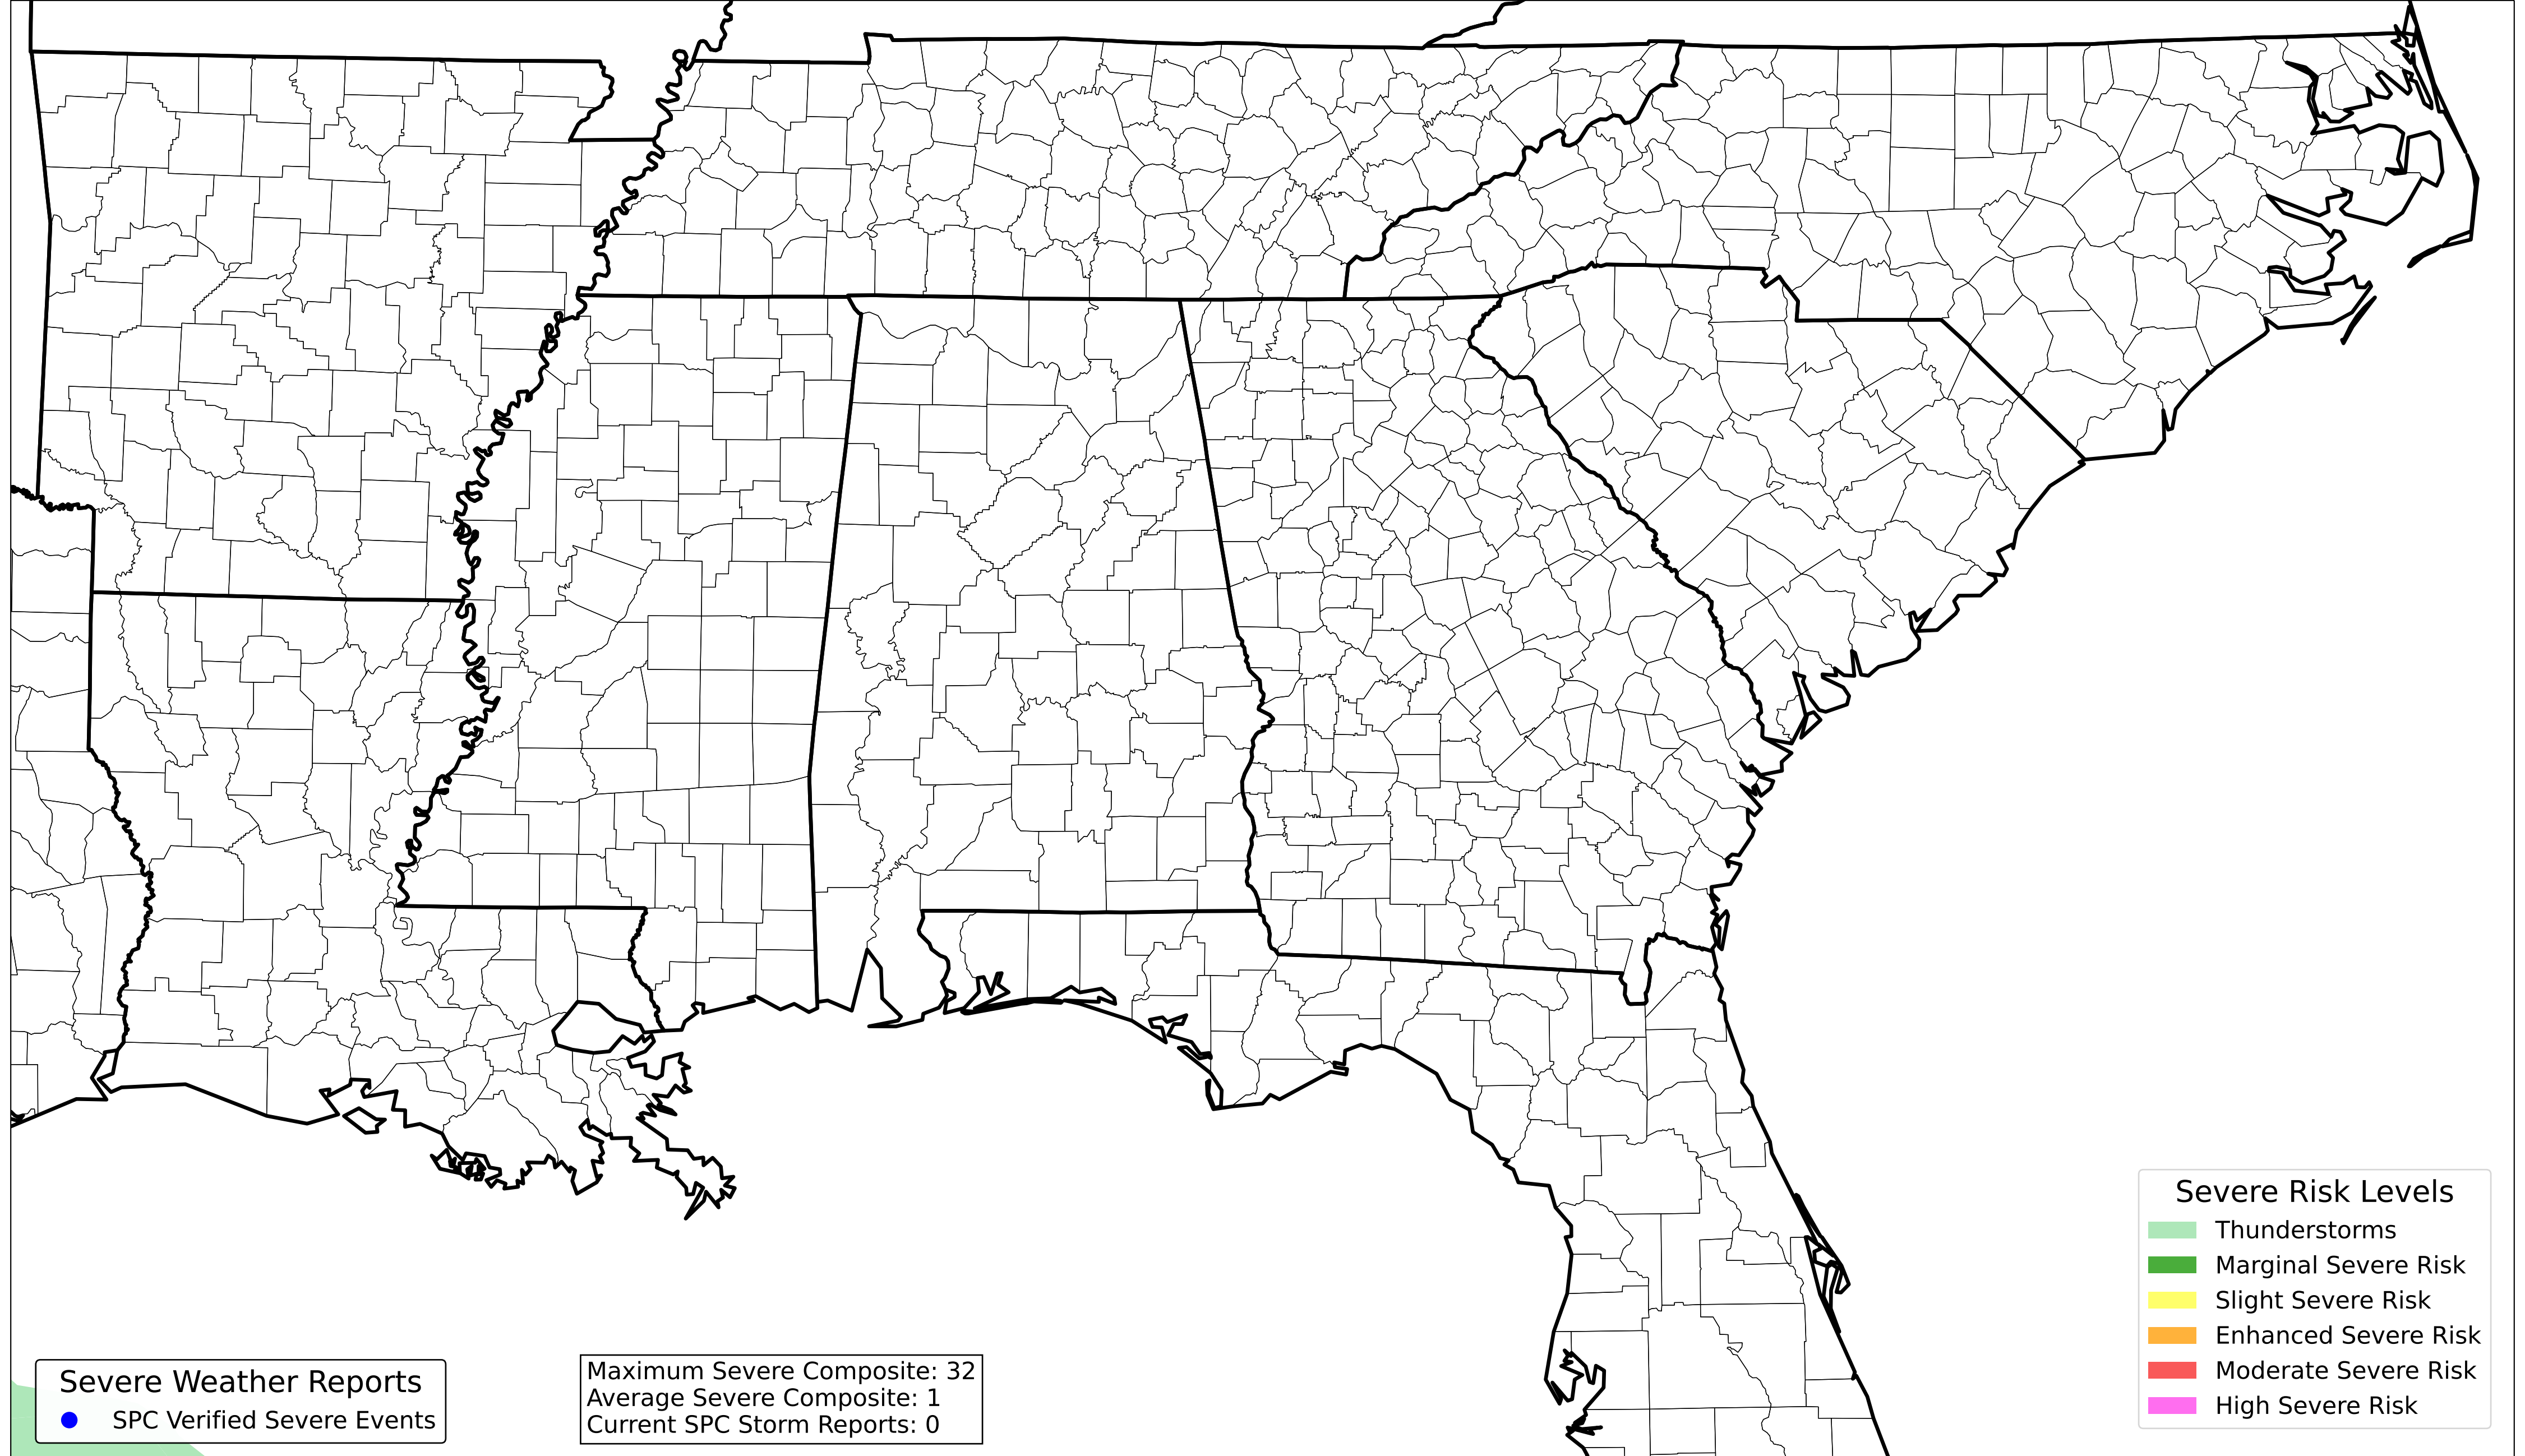 Severe Weather Reports
SPC Verified Severe Events
Maximum Severe Composite: 32
Average Severe Composite: 1
Current SPC Storm Reports: 0
Severe Risk Levels
Thunderstorms
Marginal Severe Risk
Slight Severe Risk
Enhanced Severe Risk
Moderate Severe Risk
High Severe Risk